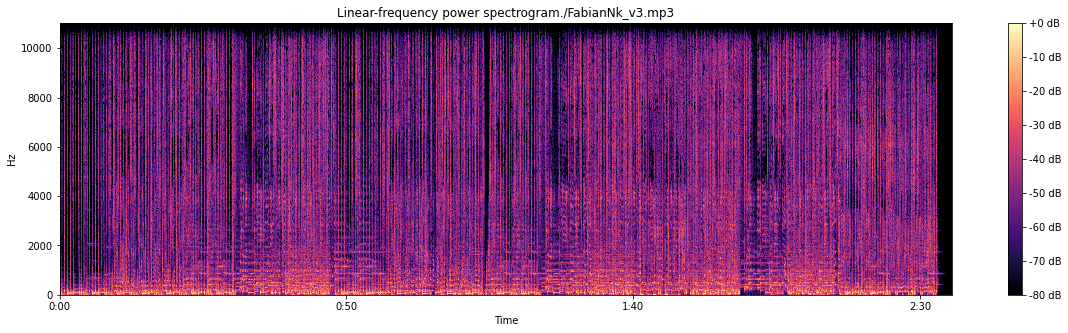 Linear-frequency power spectrogram./FabianNk_v3.mp3
10000
8000
6000
4000
2000
0
Hz
0:00
0:50
1:40
2:30
Time
+0 dB
-10 dB
-20 dB
-30 dB
-40 dB
-50 dB
-60 dB
-70 dB
-80 dB